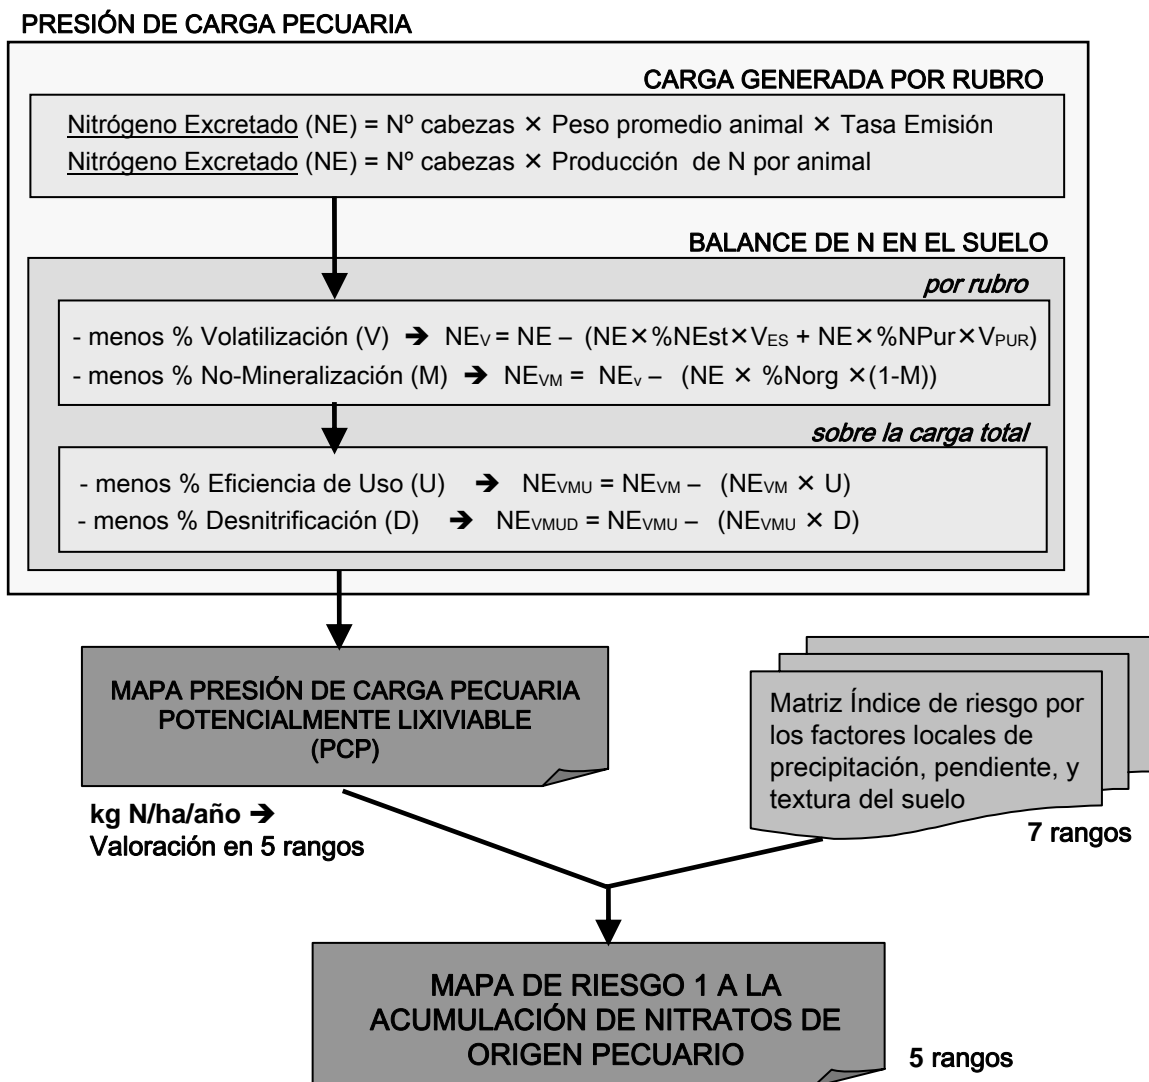 PRESIÓN DE CARGA PECUARIA
CARGA GENERADA POR RUBRO
Nitrógeno Excretado (NE) = Nº cabezas × Peso promedio animal × Tasa Emisión
Nitrógeno Excretado (NE) = Nº cabezas × Producción de N por animal
BALANCE DE N EN EL SUELO
por rubro
- menos % Volatilización (V) ➔ NEV = NE – (NE×%NEst×VES + NE×%NPur×VPUR)
- menos % No-Mineralización (M) ➔ NEVM = NEv – (NE × %Norg ×(1-M))
sobre la carga total
- menos % Eficiencia de Uso (U) ➔ NEVMU = NEVM – (NEVM × U)
- menos % Desnitrificación (D) ➔ NEVMUD = NEVMU – (NEVMU × D)
MAPA PRESIÓN DE CARGA PECUARIA
POTENCIALMENTE LIXIVIABLE
(PCP)
kg N/ha/año ➔
Valoración en 5 rangos
Matriz Índice de riesgo por
los factores locales de
precipitación, pendiente, y
textura del suelo
7 rangos
MAPA DE RIESGO 1 A LA
ACUMULACIÓN DE NITRATOS DE
ORIGEN PECUARIO
5 rangos